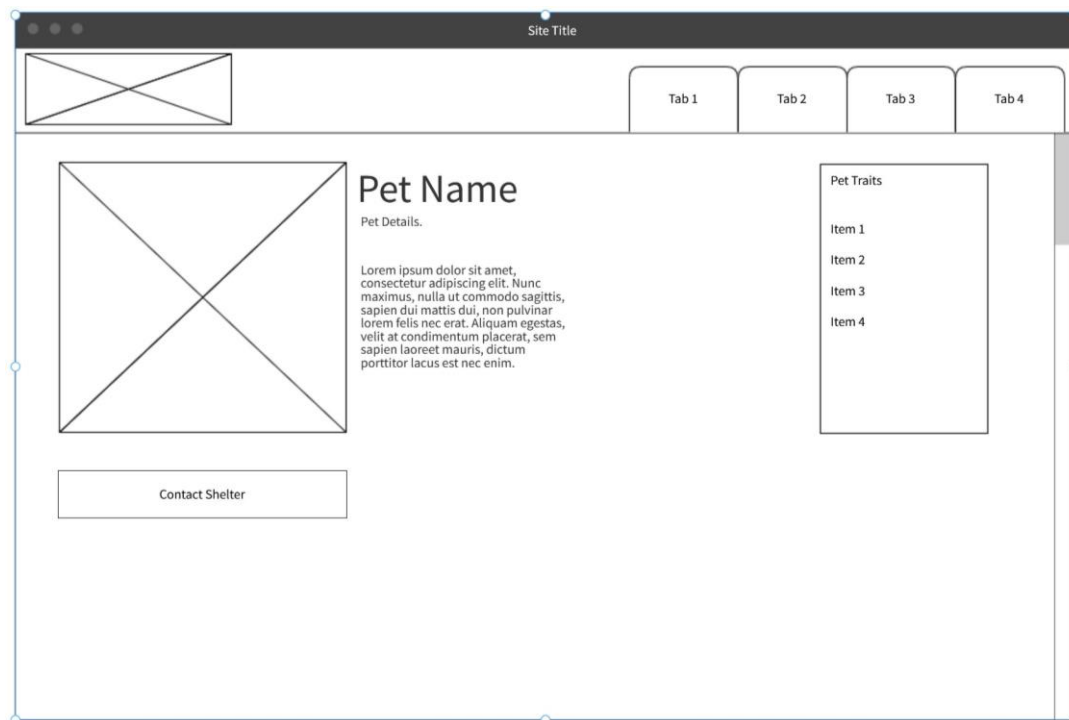 Site Title
Tab 1
Tab 2
Tab 3
Tab 4
Pet Name
Pet Details.
Lorem ipsum dolor sit amet,
consectetur adipiscing elit. Nunc
maximus, nulla ut commodo sagittis,
sapien dui mattis dui, non pulvinar
lorem felis nec erat. Aliquam egestas,
velit at condimentum placerat, sem
sapien laoreet mauris, dictum
porttitor lacus est nec enim.
Pet Traits
Item 1
Item 2
Item 3
Item 4
Contact Shelter